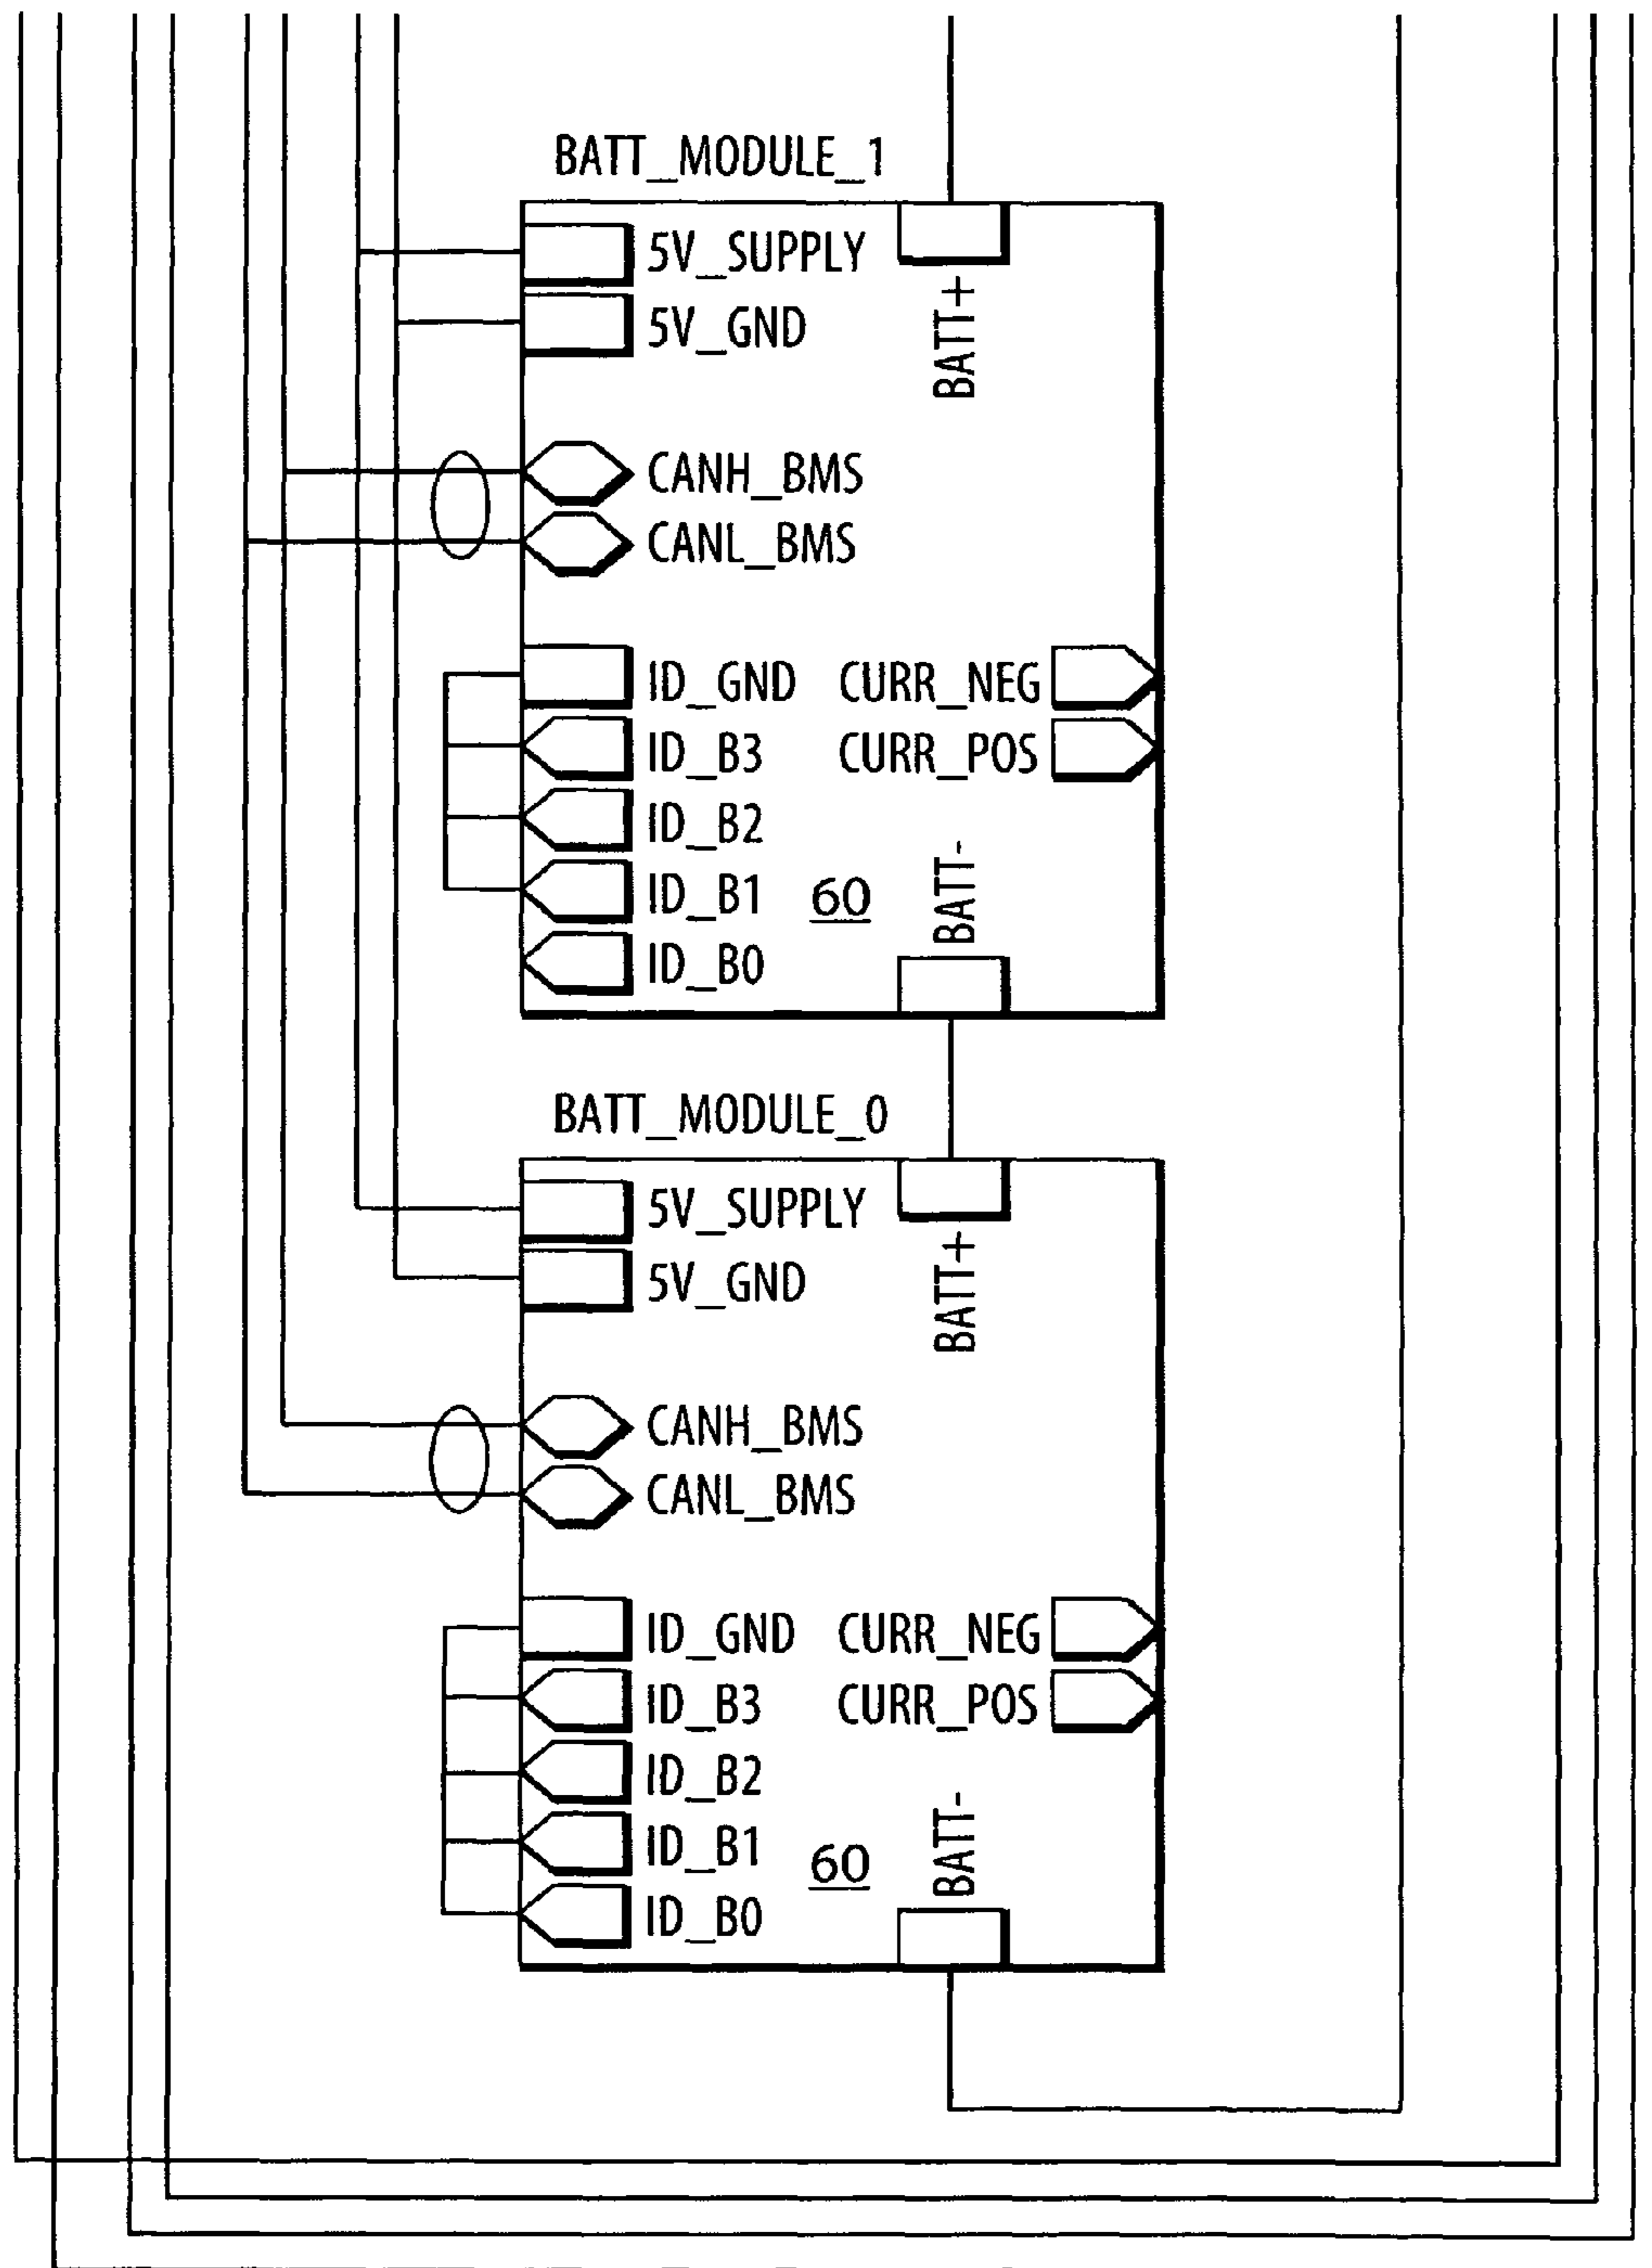 BATT_MODULE_1
5V_SUPPLY
5V_GND
BATT+
CANH_BMS
CANL_BMS
ID_GND CURR_NEG
ID_B3 CURR_POS
ID_B2
ID_B1 60 BATT-
ID_B0
BATT_MODULE_0
5V_SUPPLY
5V_GND
BATT+
CANH_BMS
CANL_BMS
ID_GND CURR_NEG
ID_B3 CURR_POS
ID_B2
ID_B1 60 BATT-
ID_B0